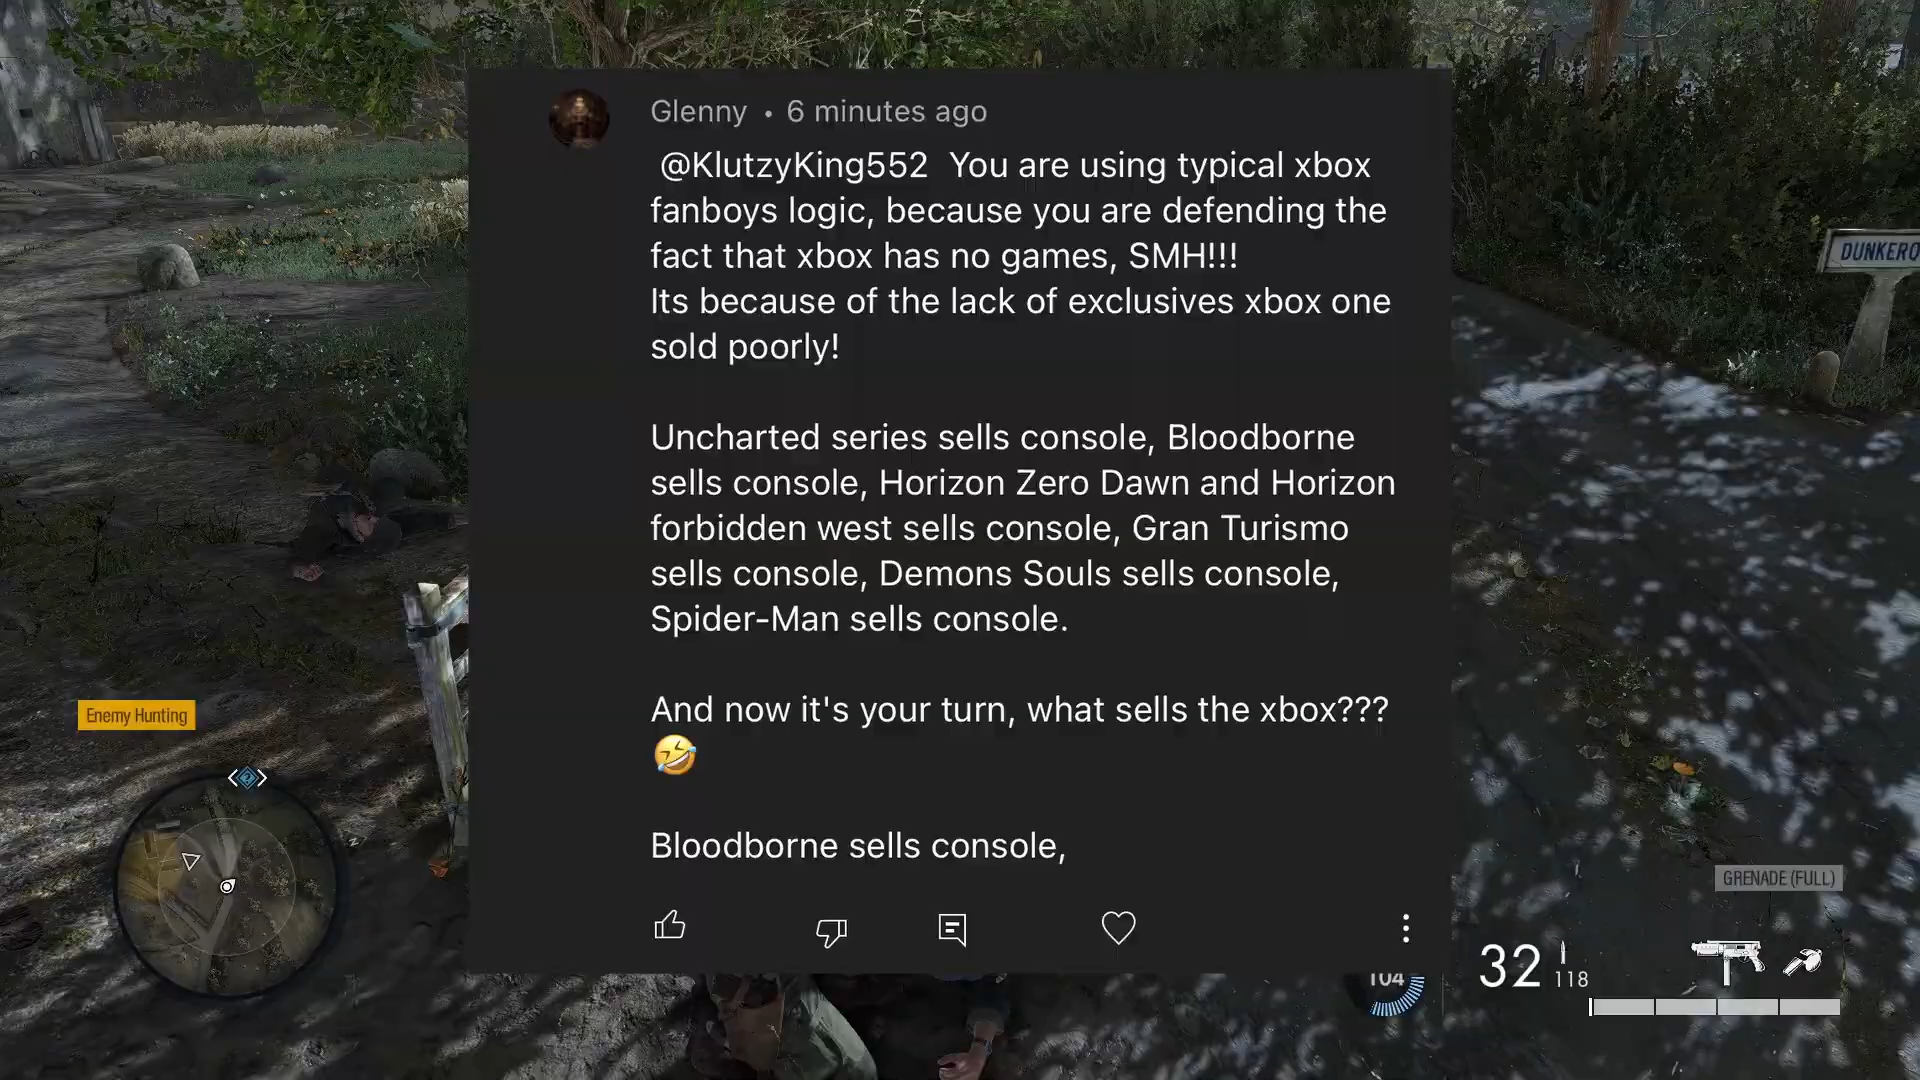 Glenny • 6 minutes ago
@KlutzyKing552 You are using typical xbox
fanboys logic, because you are defending the
fact that xbox has no games, SMH!!!
Its because of the lack of exclusives xbox one
sold poorly!
Uncharted series sells console, Bloodborne
sells console, Horizon Zero Dawn and Horizon
forbidden west sells console, Gran Turismo
sells console, Demons Souls sells console,
Spider-Man sells console.
And now it's your turn, what sells the xbox???
🤣
Bloodborne sells console,
DUNKERO
Enemy Hunting
GRENADE (FULL)
104
32
118